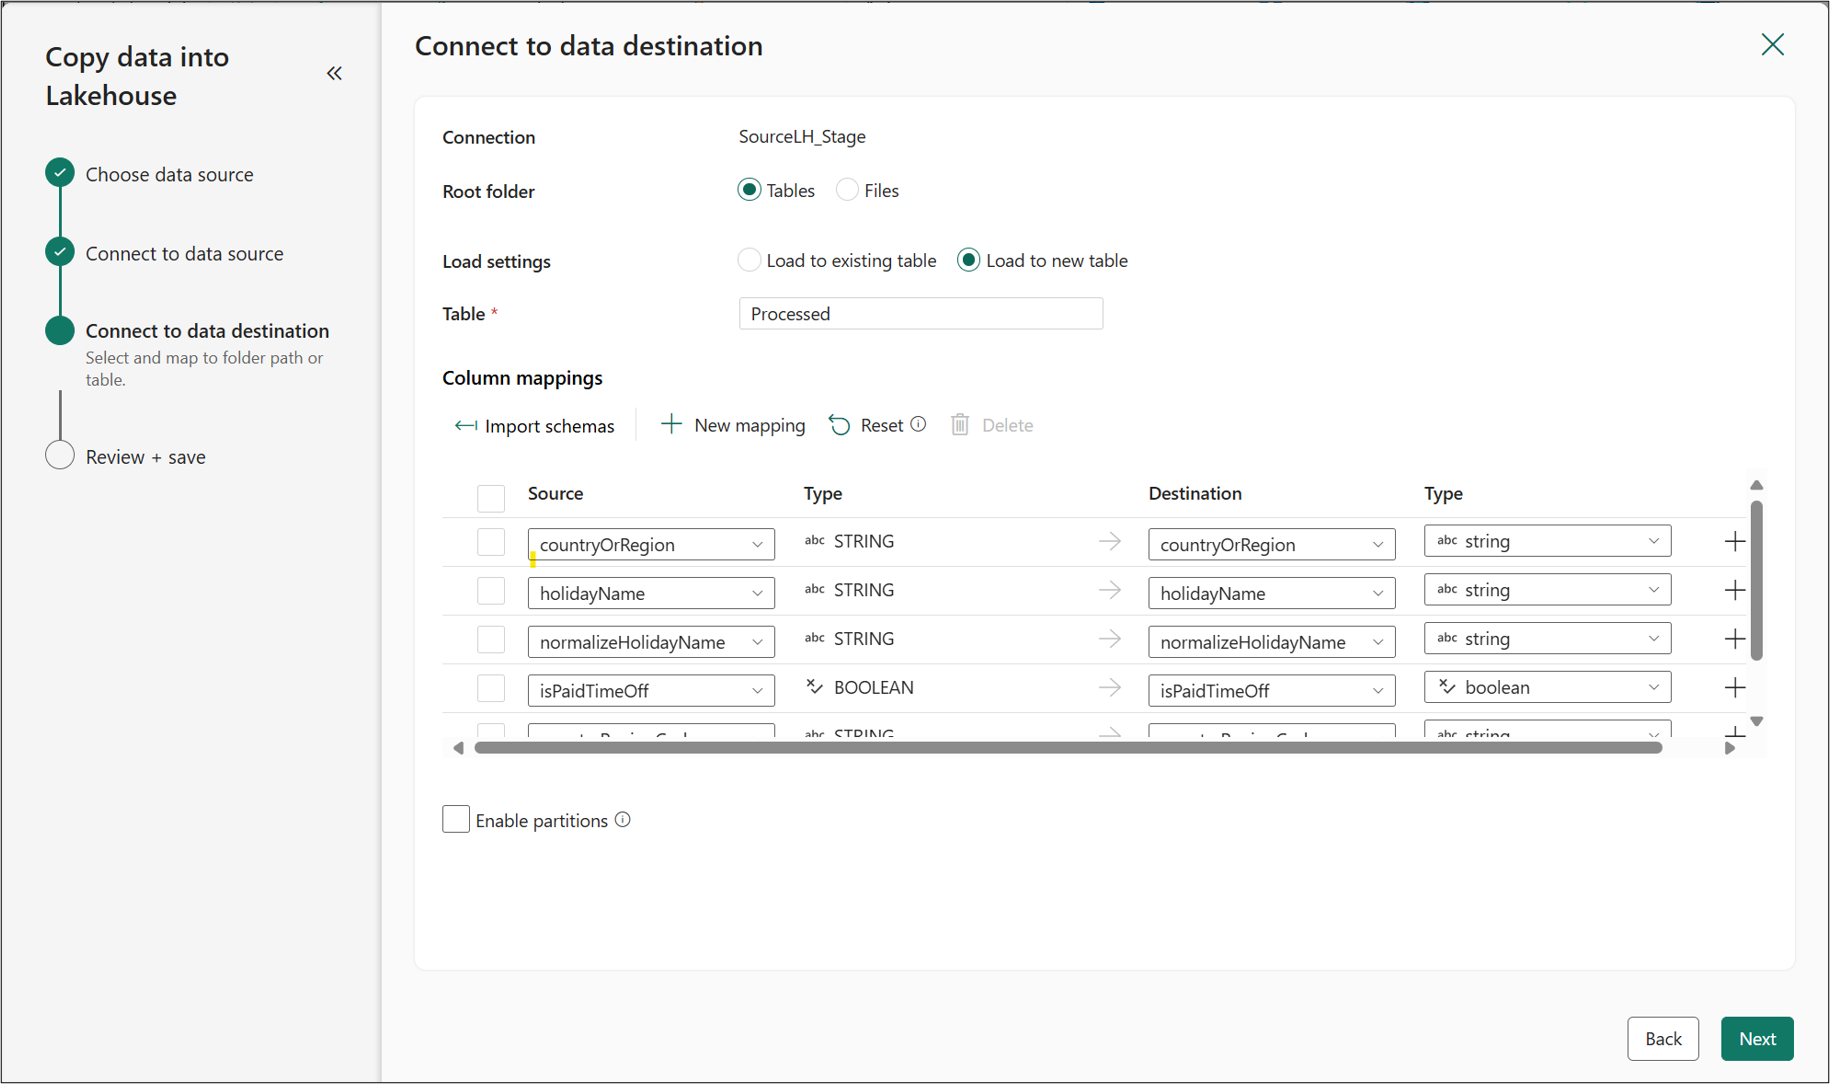 Copy data into
Lakehouse
Choose data source
Connect to data source
Connect to data destination
Select and map to folder path or
table.
Review + save
Connect to data destination
Connection SourceLH_Stage
Root folder Tables Files
Load settings Load to existing table Load to new table
Table * Processed
Column mappings
Import schemas New mapping Reset Delete
Source Type Destination Type
countryOrRegion abc STRING countryOrRegion abc string
holidayName abc STRING holidayName abc string
normalizeHolidayName abc STRING normalizeHolidayName abc string
isPaidTimeOff BOOLEAN isPaidTimeOff boolean
abc STRING abc string
Enable partitions
Back Next